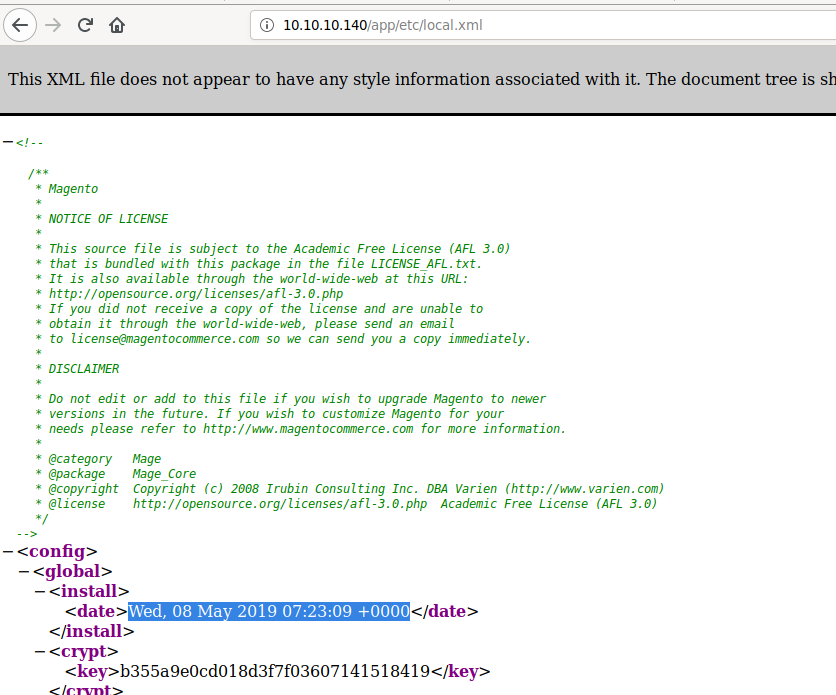 10.10.10.140/app/etc/local.xml
This XML file does not appear to have any style information associated with it. The document tree is sh
−<!--
/**
* Magento
*
* NOTICE OF LICENSE
*
* This source file is subject to the Academic Free License (AFL 3.0)
* that is bundled with this package in the file LICENSE_AFL.txt.
* It is also available through the world-wide-web at this URL:
* http://opensource.org/licenses/afl-3.0.php
* If you did not receive a copy of the license and are unable to
* obtain it through the world-wide-web, please send an email
* to license@magentocommerce.com so we can send you a copy immediately.
*
* DISCLAIMER
*
* Do not edit or add to this file if you wish to upgrade Magento to newer
* versions in the future. If you wish to customize Magento for your
* needs please refer to http://www.magentocommerce.com for more information.
*
* @category   Mage
* @package    Mage_Core
* @copyright  Copyright (c) 2008 Irubin Consulting Inc. DBA Varien (http://www.varien.com)
* @license    http://opensource.org/licenses/afl-3.0.php  Academic Free License (AFL 3.0)
*/
-->
−<config>
−<global>
−<install>
<date>Wed, 08 May 2019 07:23:09 +0000</date>
</install>
−<crypt>
<key>b355a9e0cd018d3f7f03607141518419</key>
</crypt>